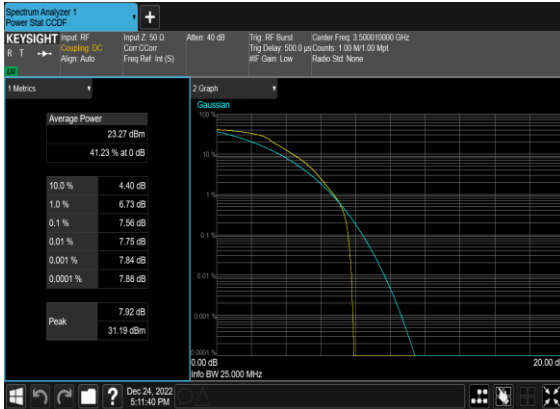 Spectrum Analyzer 1
Power Stat CCDF
+
KEYSIGHT Input: RF Input Z: 50 Ω Atten: 40 dB Trig: RF Burst Center Freq: 3.500010000 GHz
R T Coupling: DC Corr CCorr Trig Delay: 500.0 µs Counts: 1.00 M/1.00 Mpt
Align: Auto Freq Ref: Int (S) #IF Gain: Low Radio Std: None
1 Metrics
2 Graph
Average Power
23.27 dBm
41.23 % at 0 dB
10.0 % 4.40 dB
1.0 % 6.73 dB
0.1 % 7.56 dB
0.01 % 7.75 dB
0.001 % 7.84 dB
0.0001 % 7.88 dB
Peak
7.92 dB
31.19 dBm
Gaussian
100 %
10 %
1 %
0.1 %
0.01 %
0.001 %
0.0001 %
0.00 dB 20.00 d
Info BW 25.000 MHz
? Dec 24, 2022
5:11:40 PM